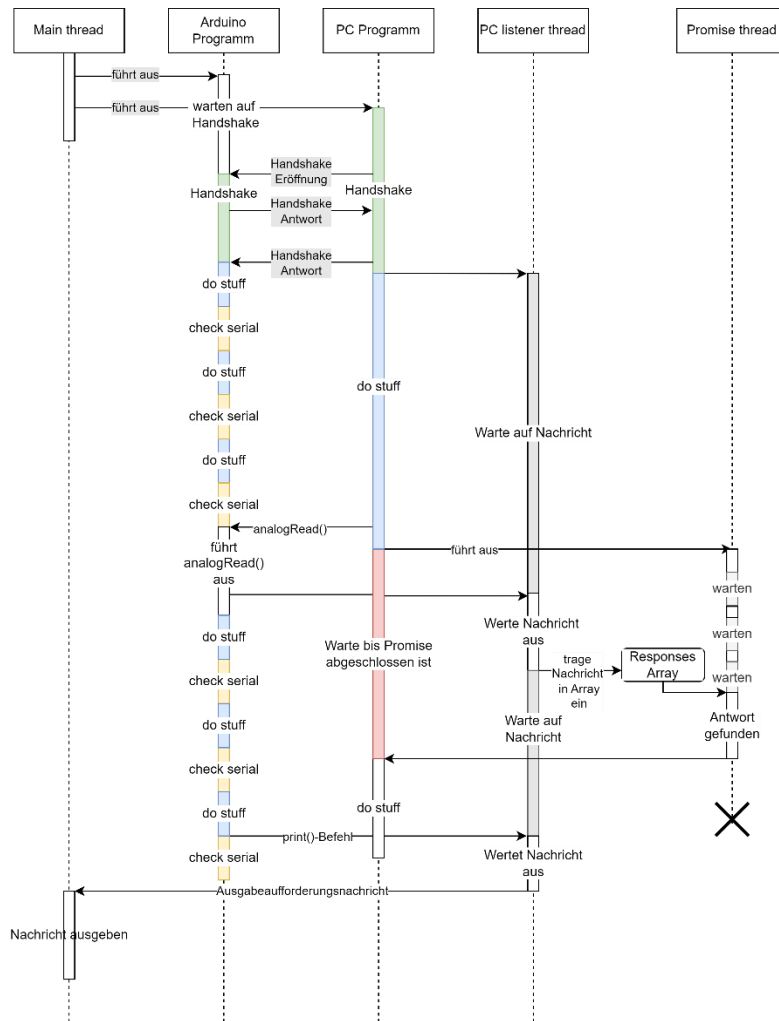 Main thread
Arduino
Programm
PC Programm
PC listener thread
Promise thread
führt aus
führt aus
warten auf
Handshake
Handshake
Eröffnung
Handshake
Handshake
Handshake
Antwort
Handshake
Antwort
do stuff
check serial
do stuff
do stuff
check serial
Warte auf Nachricht
do stuff
check serial
analogRead()
führt
analogRead()
aus
führt aus
warten
Werte Nachricht
aus
do stuff
warten
Warte bis Promise
abgeschlossen ist
trage
Nachricht
in Array
ein
Responses
Array
warten
check serial
do stuff
Warte auf
Nachricht
Antwort
gefunden
check serial
do stuff
do stuff
print()-Befehl
check serial
Wertet Nachricht
aus
Ausgabeaufforderungsnachricht
Nachricht ausgeben